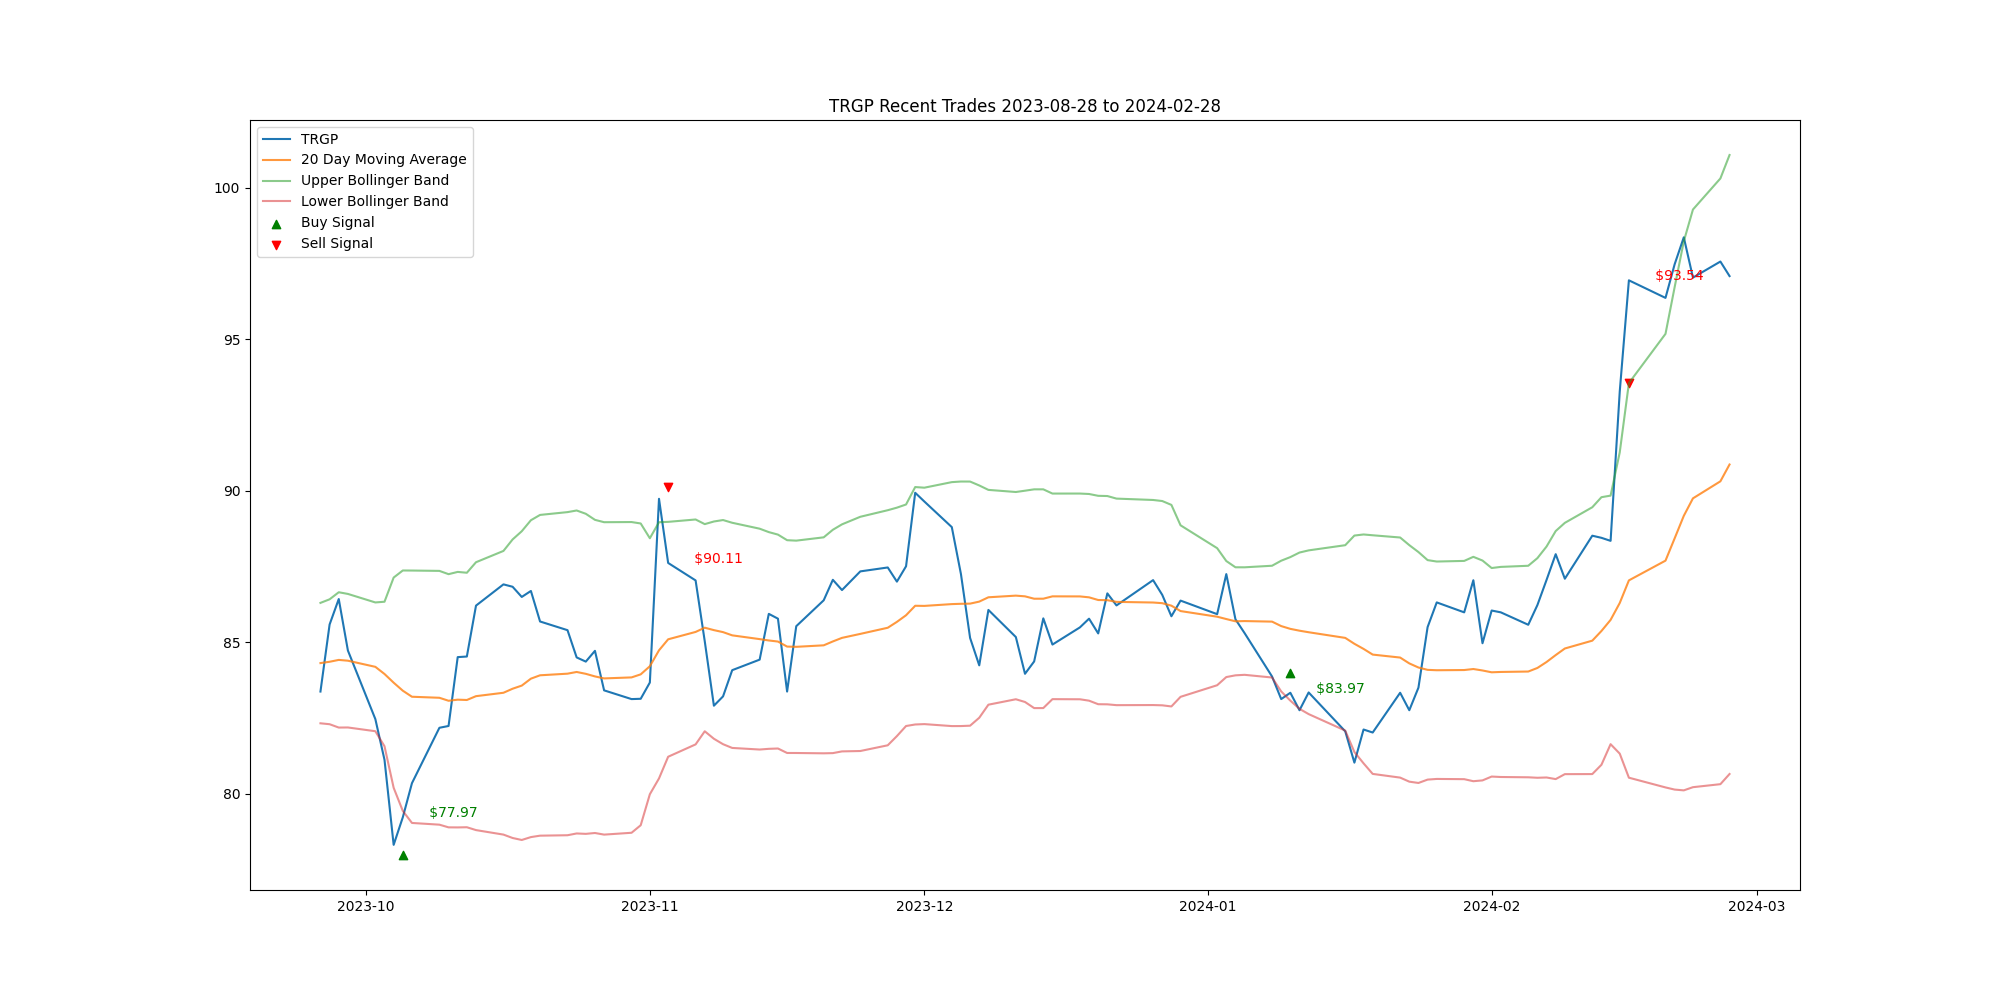 TRGP Recent Trades 2023-08-28 to 2024-02-28
TRGP
20 Day Moving Average
Upper Bollinger Band
Lower Bollinger Band
Buy Signal
Sell Signal
100
95
90
85
80
$93.54
$90.11
$83.97
$77.97
2023-10
2023-11
2023-12
2024-01
2024-02
2024-03